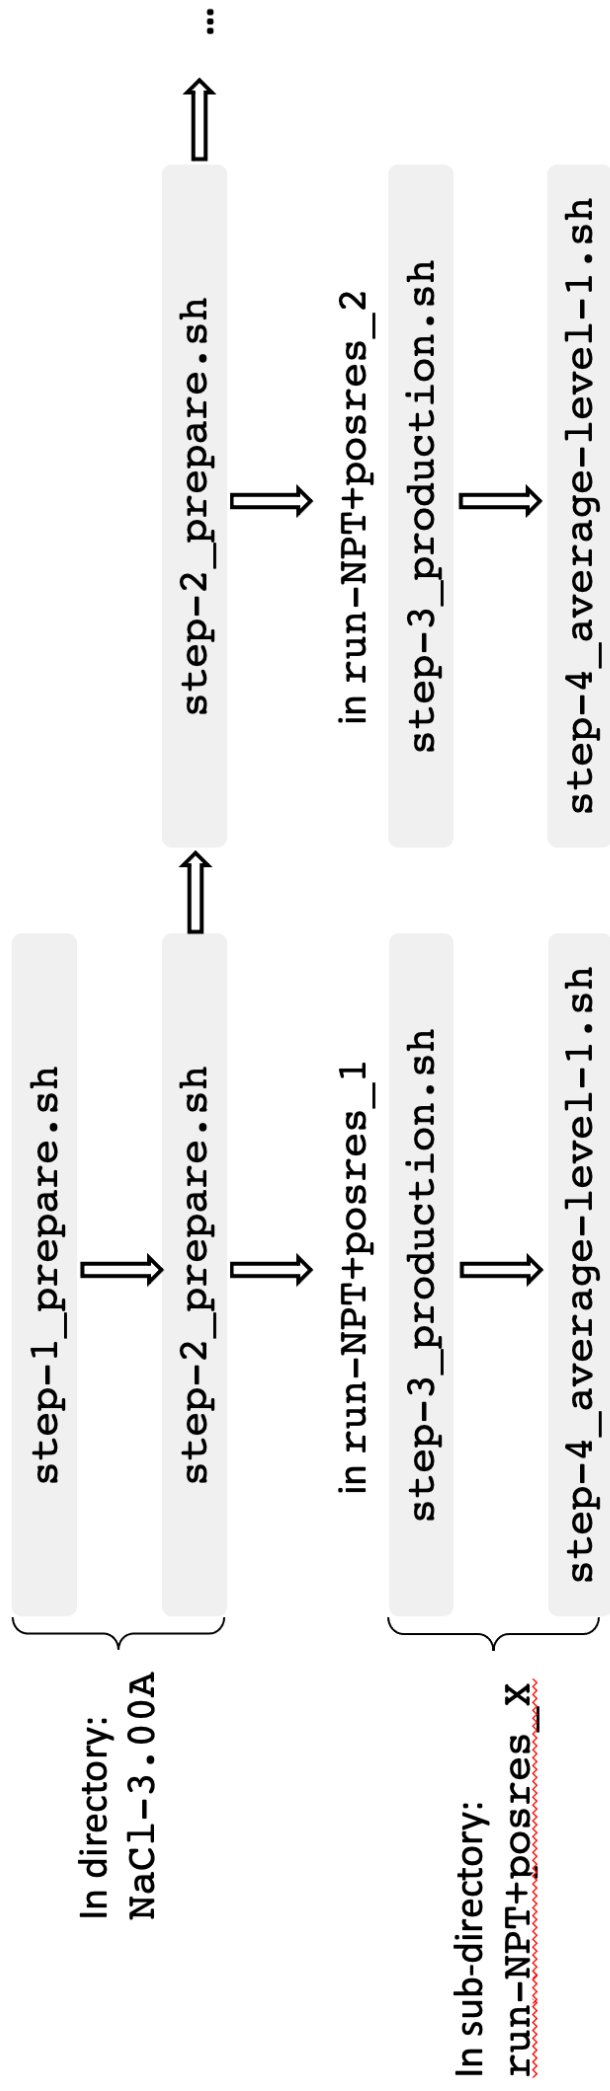 In directory:
NaCl-3.00A
step-1_prepare.sh
step-2_prepare.sh
step-2_prepare.sh
...
In sub-directory:
run-NPT+posres_X
in run-NPT+posres_1
in run-NPT+posres_2
step-3_production.sh
step-3_production.sh
step-4_average-level-1.sh
step-4_average-level-1.sh